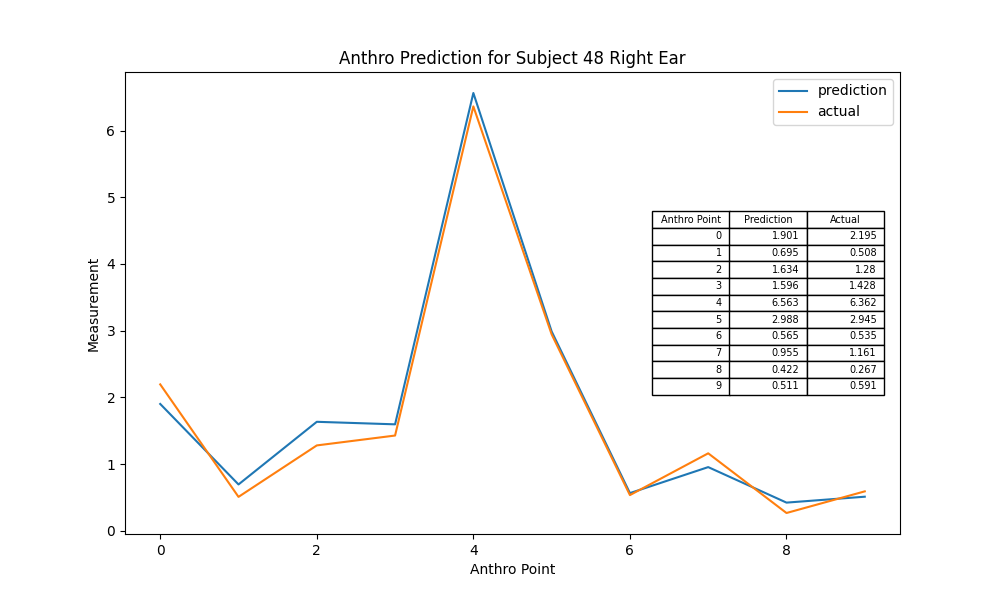 Anthro Prediction for Subject 48 Right Ear
prediction
actual
6
5
4
3
2
1
0
Measurement
Anthro Point Prediction Actual
0 1.901 2.195
1 0.695 0.508
2 1.634 1.28
3 1.596 1.428
4 6.563 6.362
5 2.988 2.945
6 0.565 0.535
7 0.955 1.161
8 0.422 0.267
9 0.511 0.591
0 2 4 6 8
Anthro Point